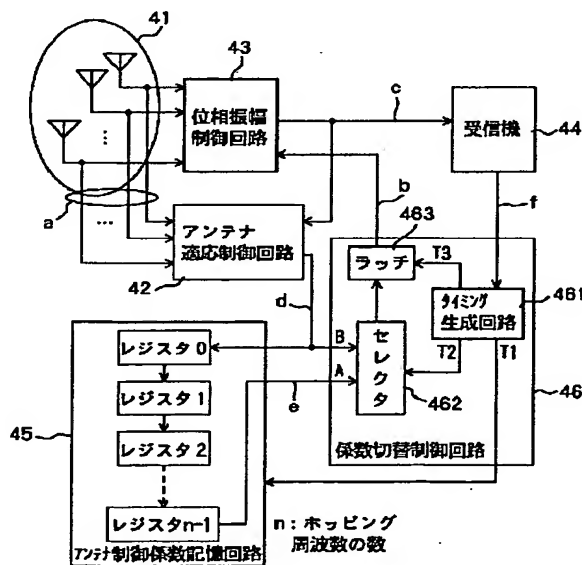 41
43
位相振幅
制御回路
c
受信機
44
a
b
463
f
アンテナ
適応制御回路
42
ラッチ
T3
タイミング
生成回路
461
d
B
セレクタ
T2
T1
レジスタ0
A
462
46
レジスタ1
e
係数切替制御回路
45
レジスタ2
レジスタn-1
n：ホッピング
周波数の数
アンテナ制御係数記憶回路